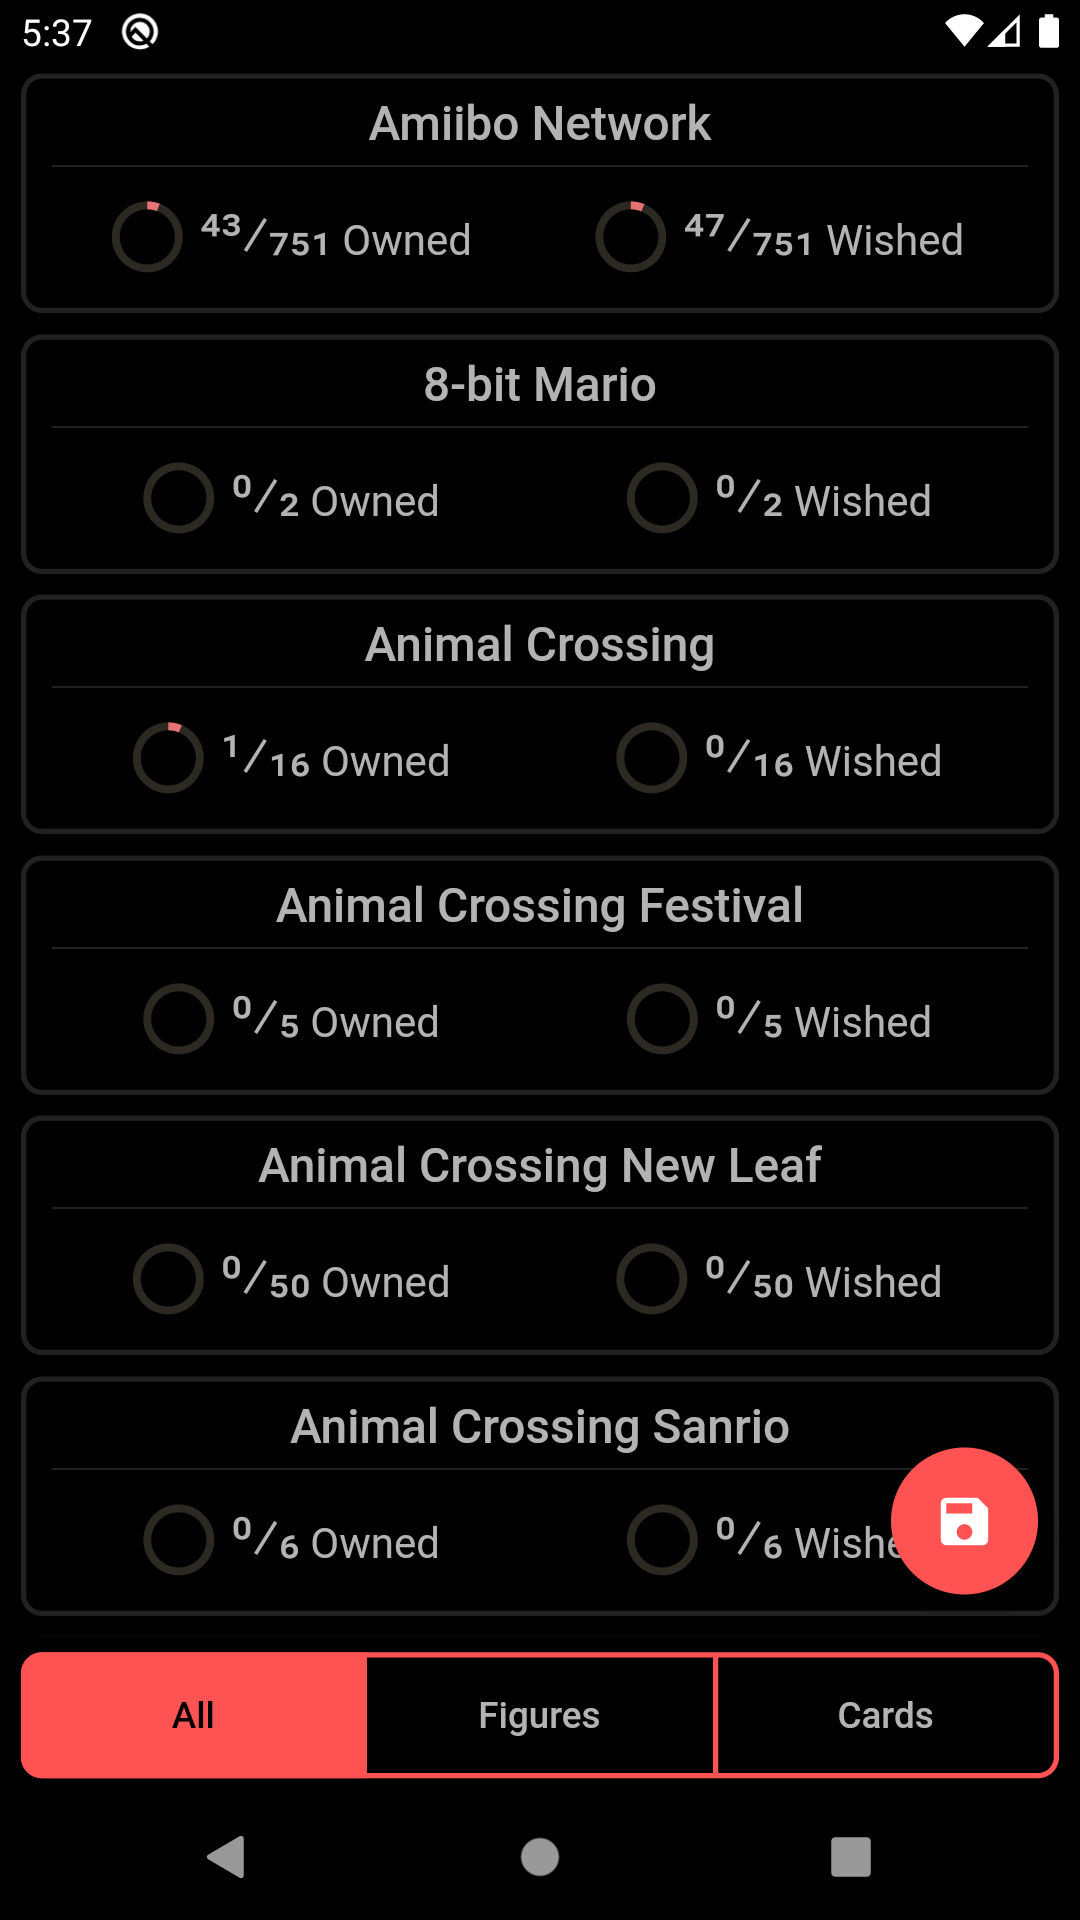 5:37
Amiibo Network
43/751 Owned 47/751 Wished
8-bit Mario
0/2 Owned 0/2 Wished
Animal Crossing
1/16 Owned 0/16 Wished
Animal Crossing Festival
0/5 Owned 0/5 Wished
Animal Crossing New Leaf
0/50 Owned 0/50 Wished
Animal Crossing Sanrio
0/6 Owned 0/6 Wishe
All Figures Cards